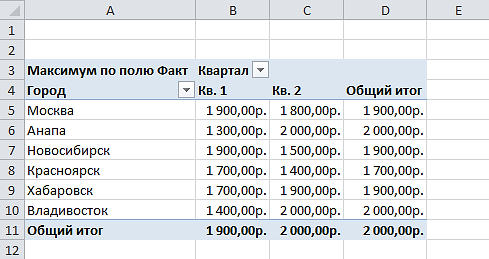 A B C D E
1
2
3 Максимум по полю Факт Квартал
4 Город Кв. 1 Кв. 2 Общий итог
5 Москва 1 900,00р. 1 800,00р. 1 900,00р.
6 Анапа 1 300,00р. 2 000,00р. 2 000,00р.
7 Новосибирск 1 900,00р. 1 500,00р. 1 900,00р.
8 Красноярск 1 700,00р. 1 400,00р. 1 700,00р.
9 Хабаровск 1 700,00р. 1 900,00р. 1 900,00р.
10 Владивосток 1 400,00р. 2 000,00р. 2 000,00р.
11 Общий итог 1 900,00р. 2 000,00р. 2 000,00р.
12